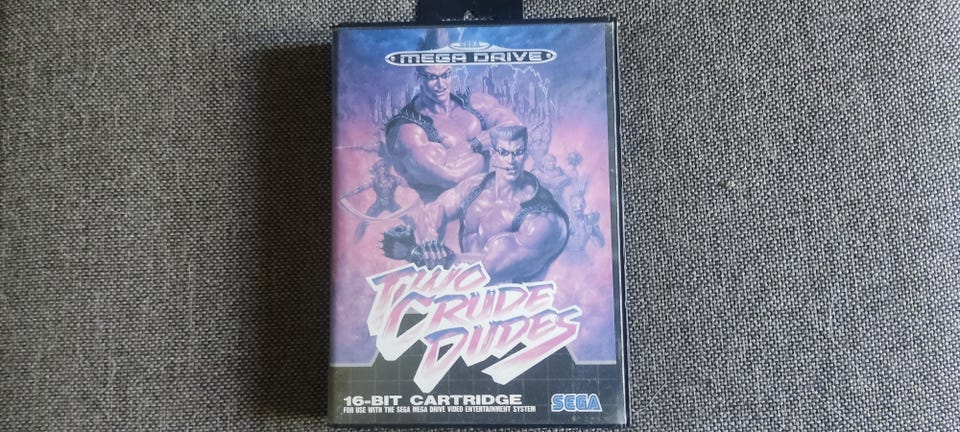 SEGA
MEGA DRIVE
TWO
CRUDE
DUDES
16-BIT CARTRIDGE
FOR USE WITH THE SEGA MEGA DRIVE VIDEO ENTERTAINMENT SYSTEM
SEGA